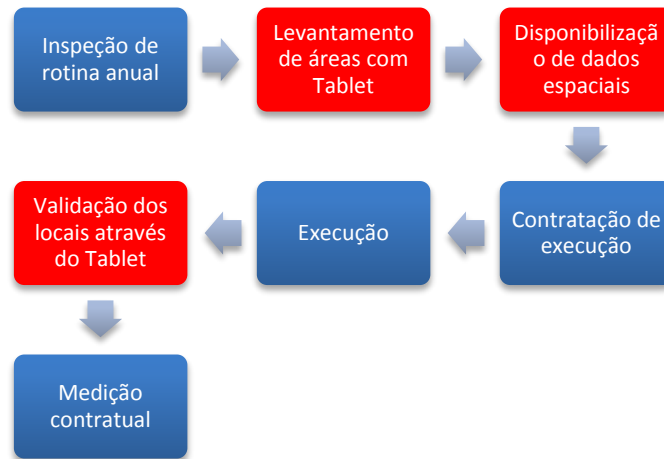 Inspeção de
rotina anual
Levantamento
de áreas com
Tablet
Disponibilizaçã
o de dados
espaciais
Contratação de
execução
Execução
Validação dos
locais através
do Tablet
Medição
contratual